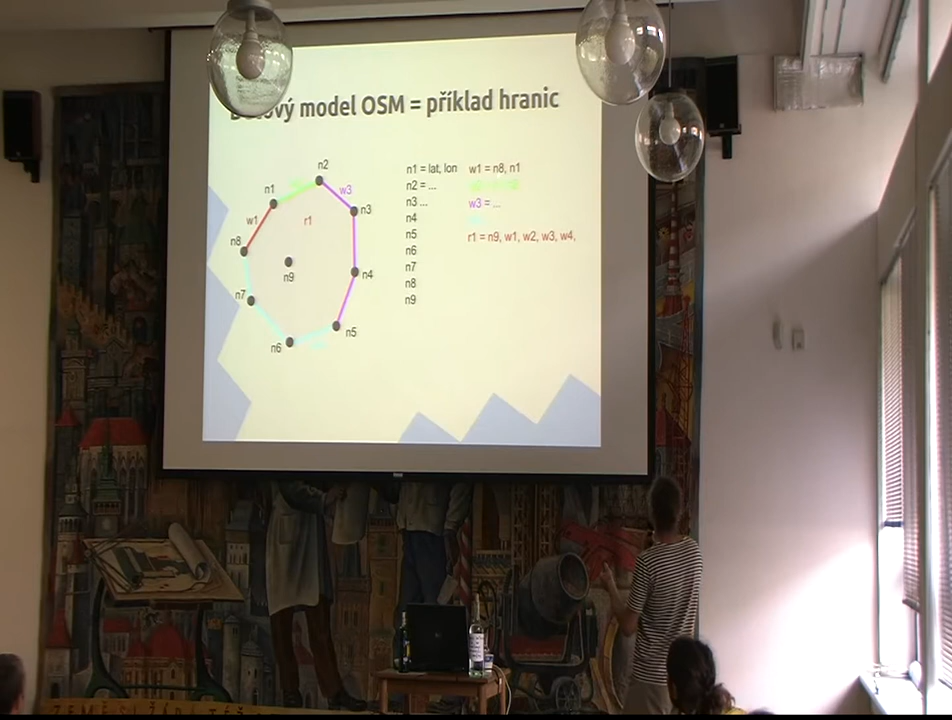 model OSM = příklad hranic
n2
n1
w3
w1
n3
r1
n8
n9
n4
n7
n5
n6
n1 = lat, lon
n2 = ...
n3 ...
n4
n5
n6
n7
n8
n9
w1 = n8, n1
w3 = ...
r1 = n9, w1, w2, w3, w4,